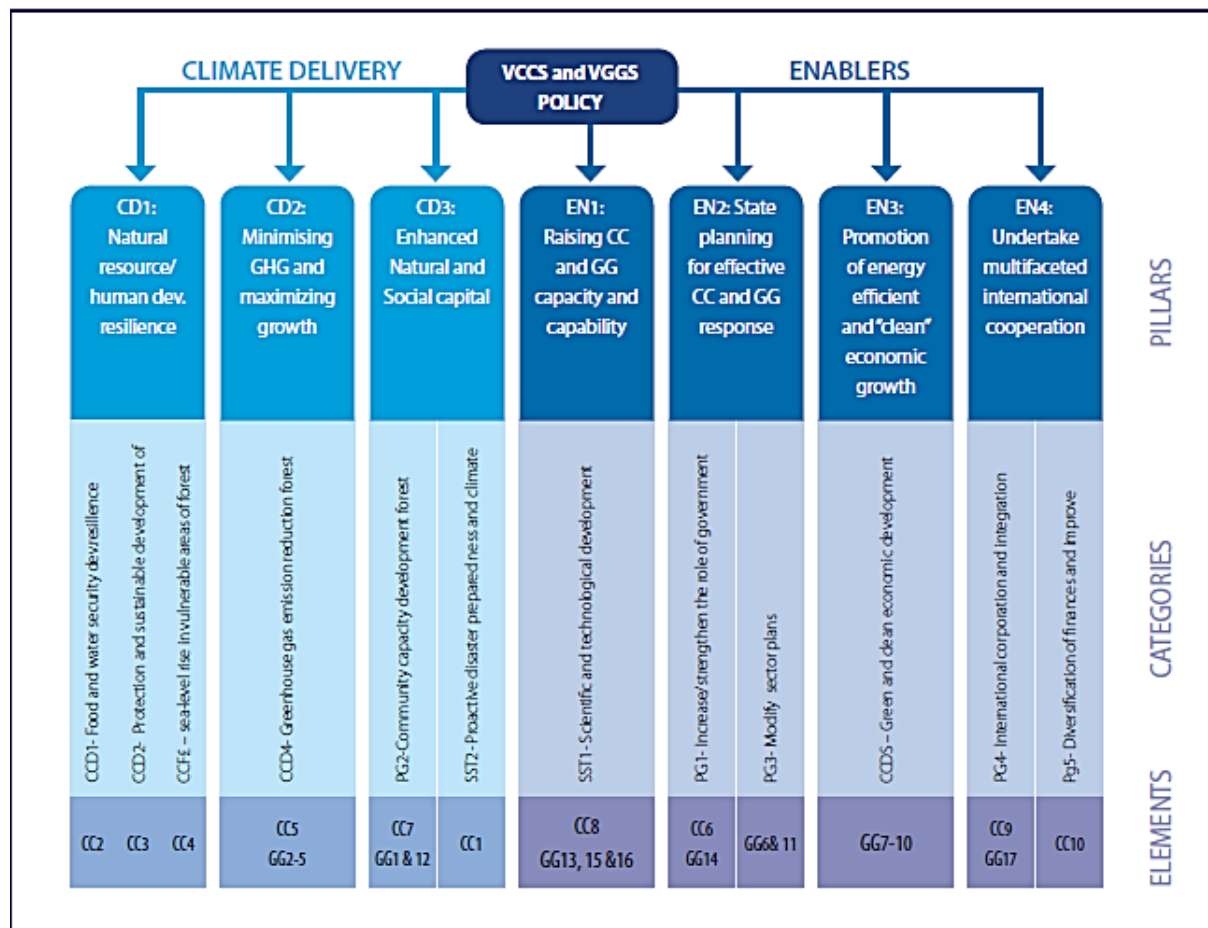 CLIMATE DELIVERY
VCCS and VGGS
POLICY
ENABLERS
CD1:
Natural
resource/
human dev.
resilience
CD2:
Minimising
GHG and
maximizing
growth
CD3:
Enhanced
Natural and
Social capital
EN1:
Raising CC
and GG
capacity and
capability
EN2: State
planning
for effective
CC and GG
response
EN3:
Promotion
of energy
efficient
and "clean"
economic
growth
EN4:
Undertake
multifaceted
international
cooperation
PILLARS
CCD1- Food and water security dev.resilience
CCD2- Protection and sustainable development of
CCF£ – sea-level rise in vulnerable areas of forest
CCD4- Greenhouse gas emission reduction forest
PG2-Community capacity development forest
SST2 - Proactive disaster prepared ness and climate
SST1 - Scientific and technological development
PG1- Increase/strengthen the role of government
PG3 - Modify sector plans
CCDS – Green and clean economic development
PG4- International corporation and integration
Pg5- Diversification of finances and improve
CATEGORIES
CC2
CC3
CC4
CC5
GG2-5
CC7
GG1 & 12
CC1
CC8
GG13, 15 &16
CC6
GG14
GG6& 11
GG7-10
CC9
GG17
CC10
ELEMENTS